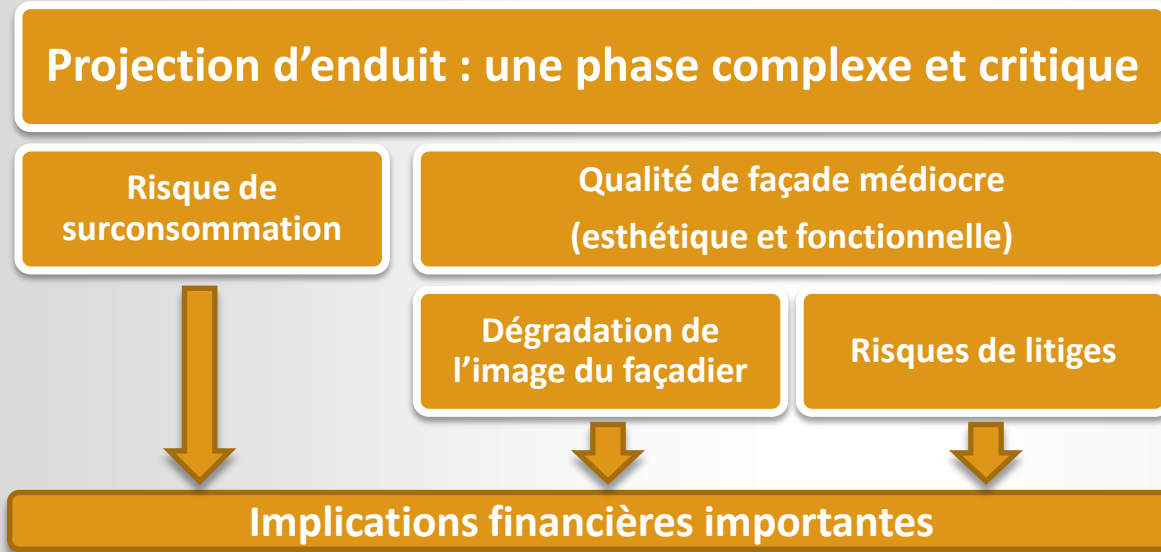 Projection d’enduit : une phase complexe et critique
Risque de
surconsommation
Qualité de façade médiocre
(esthétique et fonctionnelle)
Dégradation de
l’image du façadier
Risques de litiges
Implications financières importantes